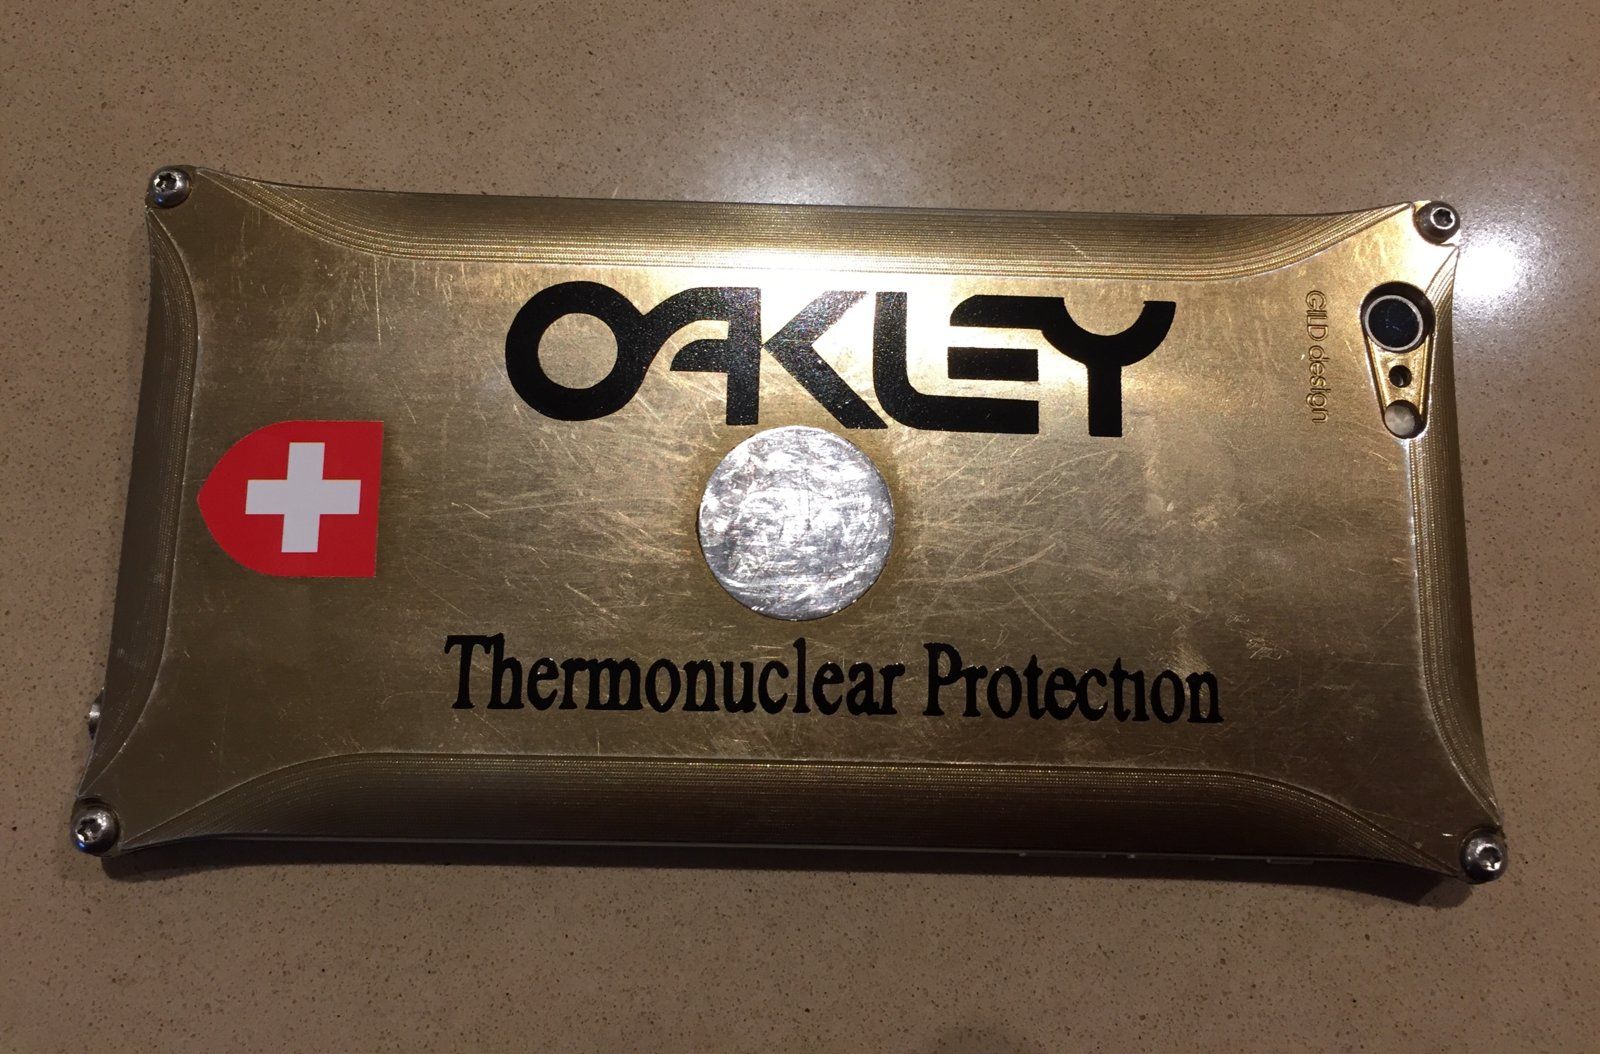 OAKLEY
GILD design
Thermonuclear Protection